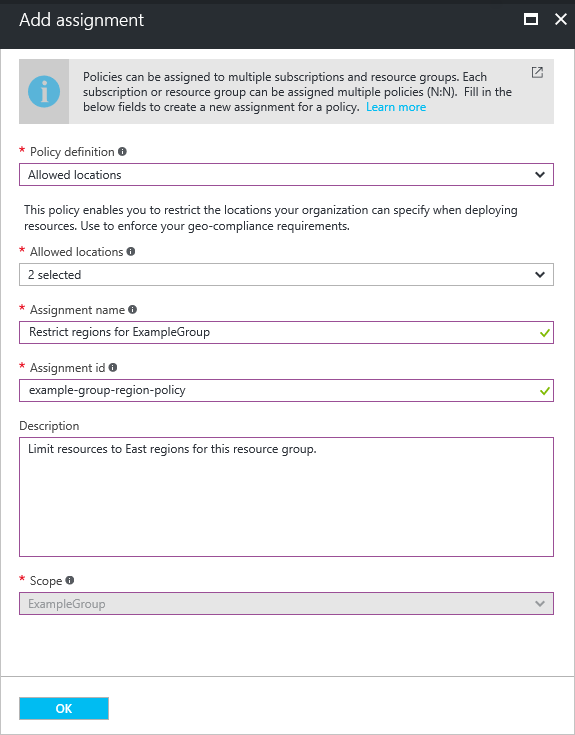 Add assignment
Policies can be assigned to multiple subscriptions and resource groups. Each
subscription or resource group can be assigned multiple policies (N:N). Fill in the
below fields to create a new assignment for a policy. Learn more
* Policy definition
Allowed locations
This policy enables you to restrict the locations your organization can specify when deploying
resources. Use to enforce your geo-compliance requirements.
* Allowed locations
2 selected
* Assignment name
Restrict regions for ExampleGroup
* Assignment id
example-group-region-policy
Description
Limit resources to East regions for this resource group.
* Scope
ExampleGroup
OK